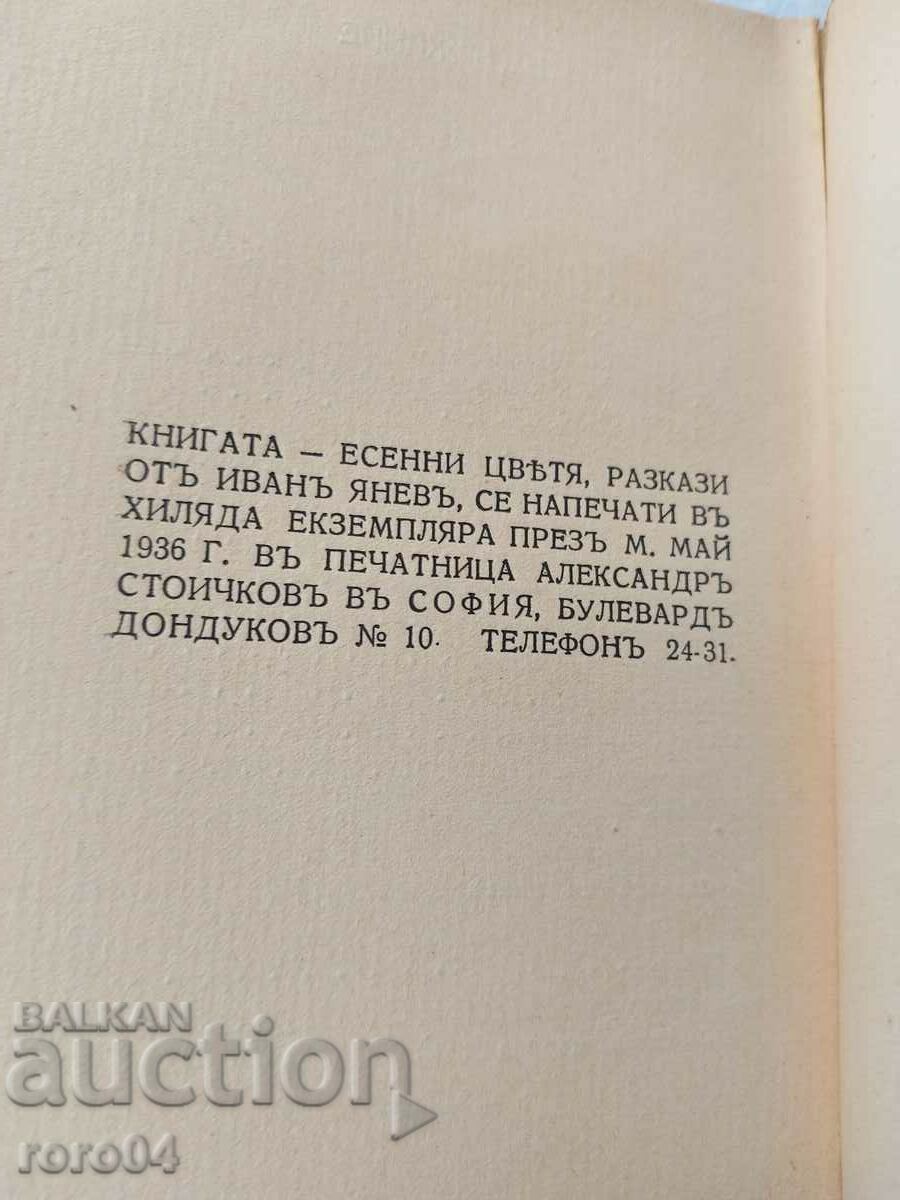 КНИГАТА — ЕСЕННИ ЦВѢТЯ, РАЗКАЗИ
ОТЪ ИВАНЪ ЯНЕВЪ, СЕ НАПЕЧАТИ ВЪ
ХИЛЯДА ЕКЗЕМПЛЯРА ПРЕЗЪ М. МАЙ
1936 Г. ВЪ ПЕЧАТНИЦА АЛЕКСАНДРЪ
СТОИЧКОВЪ ВЪ СОФИЯ, БУЛЕВАРДЪ
ДОНДУКОВЪ № 10. ТЕЛЕФОНЪ 24-31.
BALKAN
auction
roro04